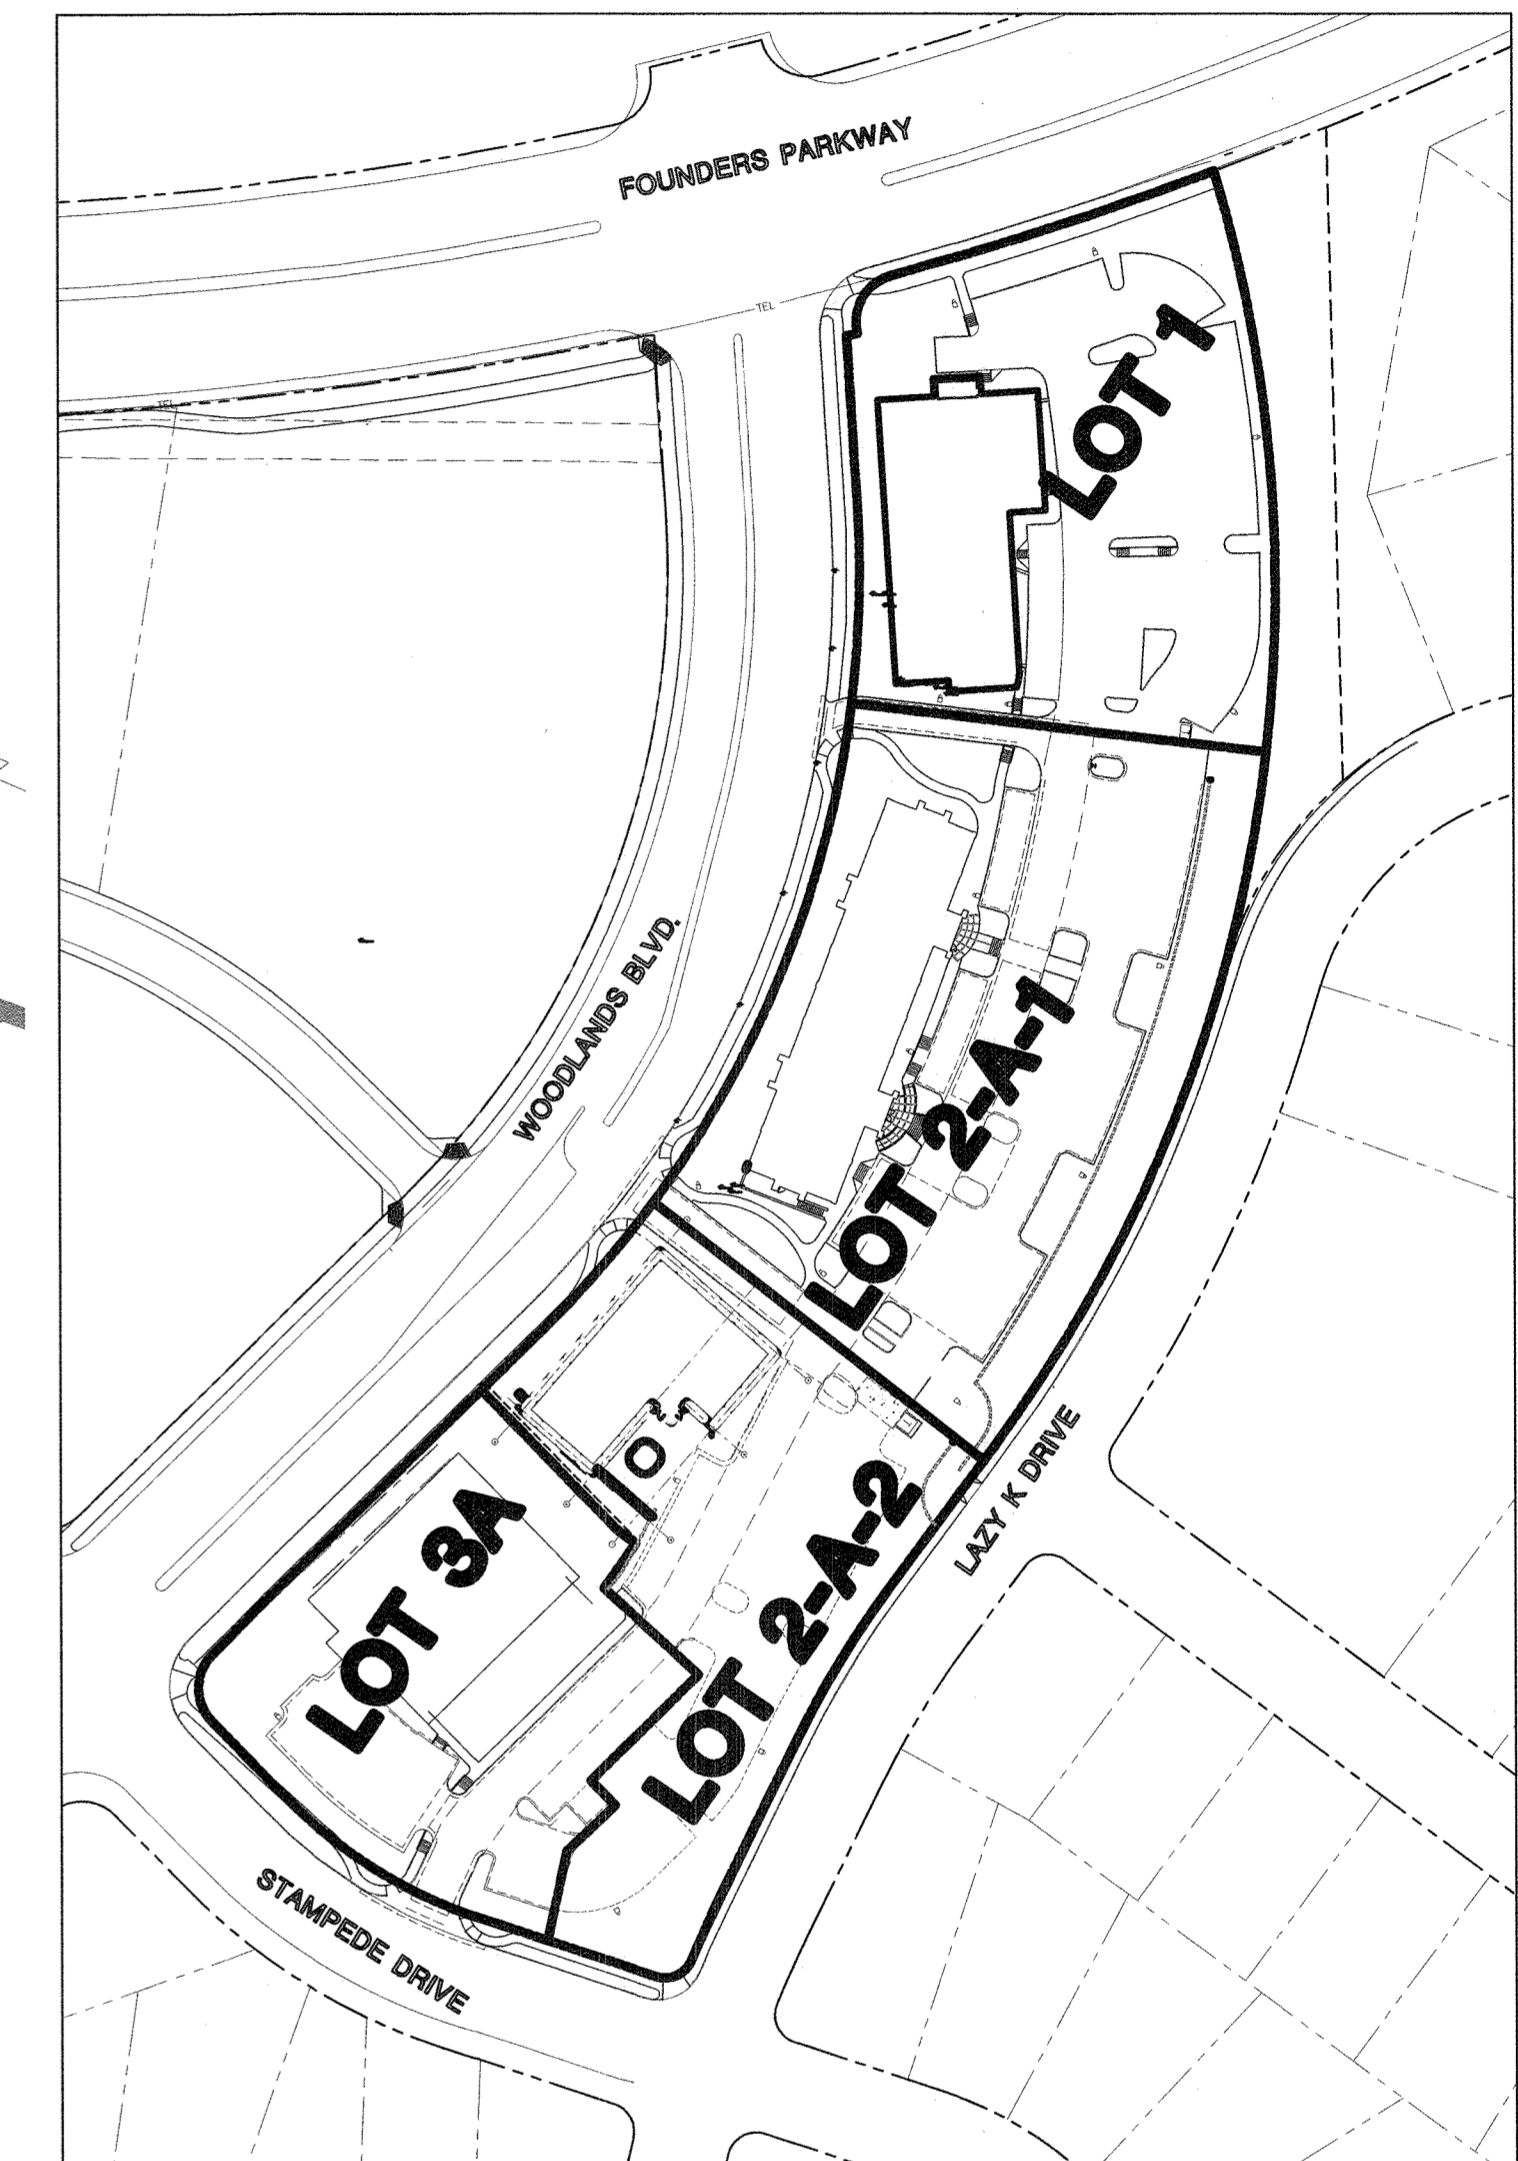 FOUNDERS PARKWAY
TEL
LOT 1
TEL
WOODLANDS BLVD.
LOT 2-A-1
LOT 2-A-2
LAZY K DRIVE
LOT 3A
STAMPEDE DRIVE